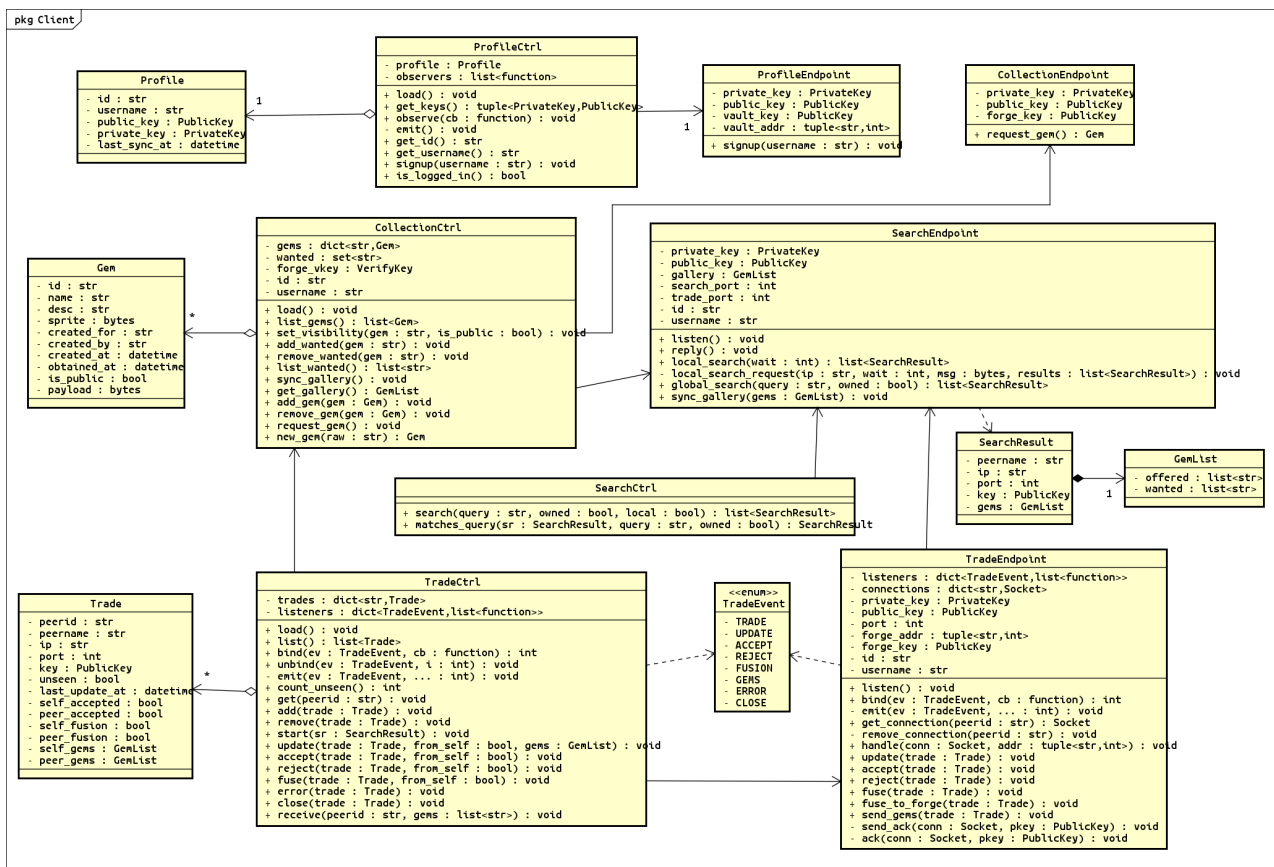 pkg Client
ProfileCtrl
- profile : Profile
- observers : list<function>
+ load() : void
+ get_keys() : tuple<PrivateKey,PublicKey>
+ observe(cb : function) : void
- emit() : void
+ get_id() : str
+ get_username() : str
+ signup(username : str) : void
+ is_logged_in() : bool
Profile
- id : str
- username : str
- public_key : PublicKey
- private_key : PrivateKey
- last_sync_at : datetime
1
ProfileEndpoint
- private_key : PrivateKey
- public_key : PublicKey
- vault_key : PublicKey
- vault_addr : tuple<str,int>
+ signup(username : str) : void
1
CollectionEndpoint
- private_key : PrivateKey
- public_key : PublicKey
- forge_key : PublicKey
+ request_gem() : Gem
CollectionCtrl
- gems : dict<str,Gem>
- wanted : set<str>
- forge_vkey : VerifyKey
- id : str
- username : str
+ load() : void
+ list_gems() : list<Gem>
+ set_visibility(gem : str, is_public : bool) : void
+ add_wanted(gem : str) : void
+ remove_wanted(gem : str) : void
+ list_wanted() : list<str>
+ sync_gallery() : void
+ get_gallery() : GemList
+ add_gem(gem : Gem) : void
+ remove_gem(gem : Gem) : void
+ request_gem() : void
+ new_gem(raw : str) : Gem
Gem
- id : str
- name : str
- desc : str
- sprite : bytes
- created_for : str
- created_by : str
- created_at : datetime
- obtained_at : datetime
- is_public : bool
- payload : bytes
*
SearchEndpoint
- private_key : PrivateKey
- public_key : PublicKey
- gallery : GemList
- search_port : int
- trade_port : int
- id : str
- username : str
+ listen() : void
+ reply() : void
+ local_search(wait : int) : list<SearchResult>
- local_search_request(ip : str, wait : int, msg : bytes, results : list<SearchResult>) : void
+ global_search(query : str, owned : bool) : list<SearchResult>
+ sync_gallery(gems : GemList) : void
SearchResult
- peername : str
- ip : str
- port : int
- key : PublicKey
- gems : GemList
1
GemList
- offered : list<str>
- wanted : list<str>
SearchCtrl
+ search(query : str, owned : bool, local : bool) : list<SearchResult>
+ matches_query(sr : SearchResult, query : str, owned : bool) : SearchResult
TradeCtrl
- trades : dict<str,Trade>
- listeners : dict<TradeEvent,list<function>>
+ load() : void
+ list() : list<Trade>
+ bind(ev : TradeEvent, cb : function) : int
+ unbind(ev : TradeEvent, i : int) : void
- emit(ev : TradeEvent, ... : int) : void
+ count_unseen() : int
+ get(peerid : str) : void
+ add(trade : Trade) : void
+ remove(trade : Trade) : void
+ start(sr : SearchResult) : void
+ update(trade : Trade, from_self : bool, gems : GemList) : void
+ accept(trade : Trade, from_self : bool) : void
+ reject(trade : Trade, from_self : bool) : void
+ fuse(trade : Trade, from_self : bool) : void
+ error(trade : Trade) : void
+ close(trade : Trade) : void
+ receive(peerid : str, gems : list<str>) : void
Trade
- peerid : str
- peername : str
- ip : str
- port : int
- key : PublicKey
- unseen : bool
- last_update_at : datetime
- self_accepted : bool
- peer_accepted : bool
- self_fusion : bool
- peer_fusion : bool
- self_gems : GemList
- peer_gems : GemList
*
<<enum>>
TradeEvent
- TRADE
- UPDATE
- ACCEPT
- REJECT
- FUSION
- GEMS
- ERROR
- CLOSE
TradeEndpoint
- listeners : dict<TradeEvent,list<function>>
- connections : dict<str,Socket>
- private_key : PrivateKey
- public_key : PublicKey
- port : int
- forge_addr : tuple<str,int>
- forge_key : PublicKey
- id : str
- username : str
+ listen() : void
+ bind(ev : TradeEvent, cb : function) : int
+ emit(ev : TradeEvent, ... : int) : void
- get_connection(peerid : str) : Socket
- remove_connection(peerid : str) : void
+ handle(conn : Socket, addr : tuple<str,int>) : void
+ update(trade : Trade) : void
+ accept(trade : Trade) : void
+ reject(trade : Trade) : void
+ fuse(trade : Trade) : void
+ fuse_to_forge(trade : Trade) : void
+ send_gems(trade : Trade) : void
- send_ack(conn : Socket, pkey : PublicKey) : void
- ack(conn : Socket, pkey : PublicKey) : void